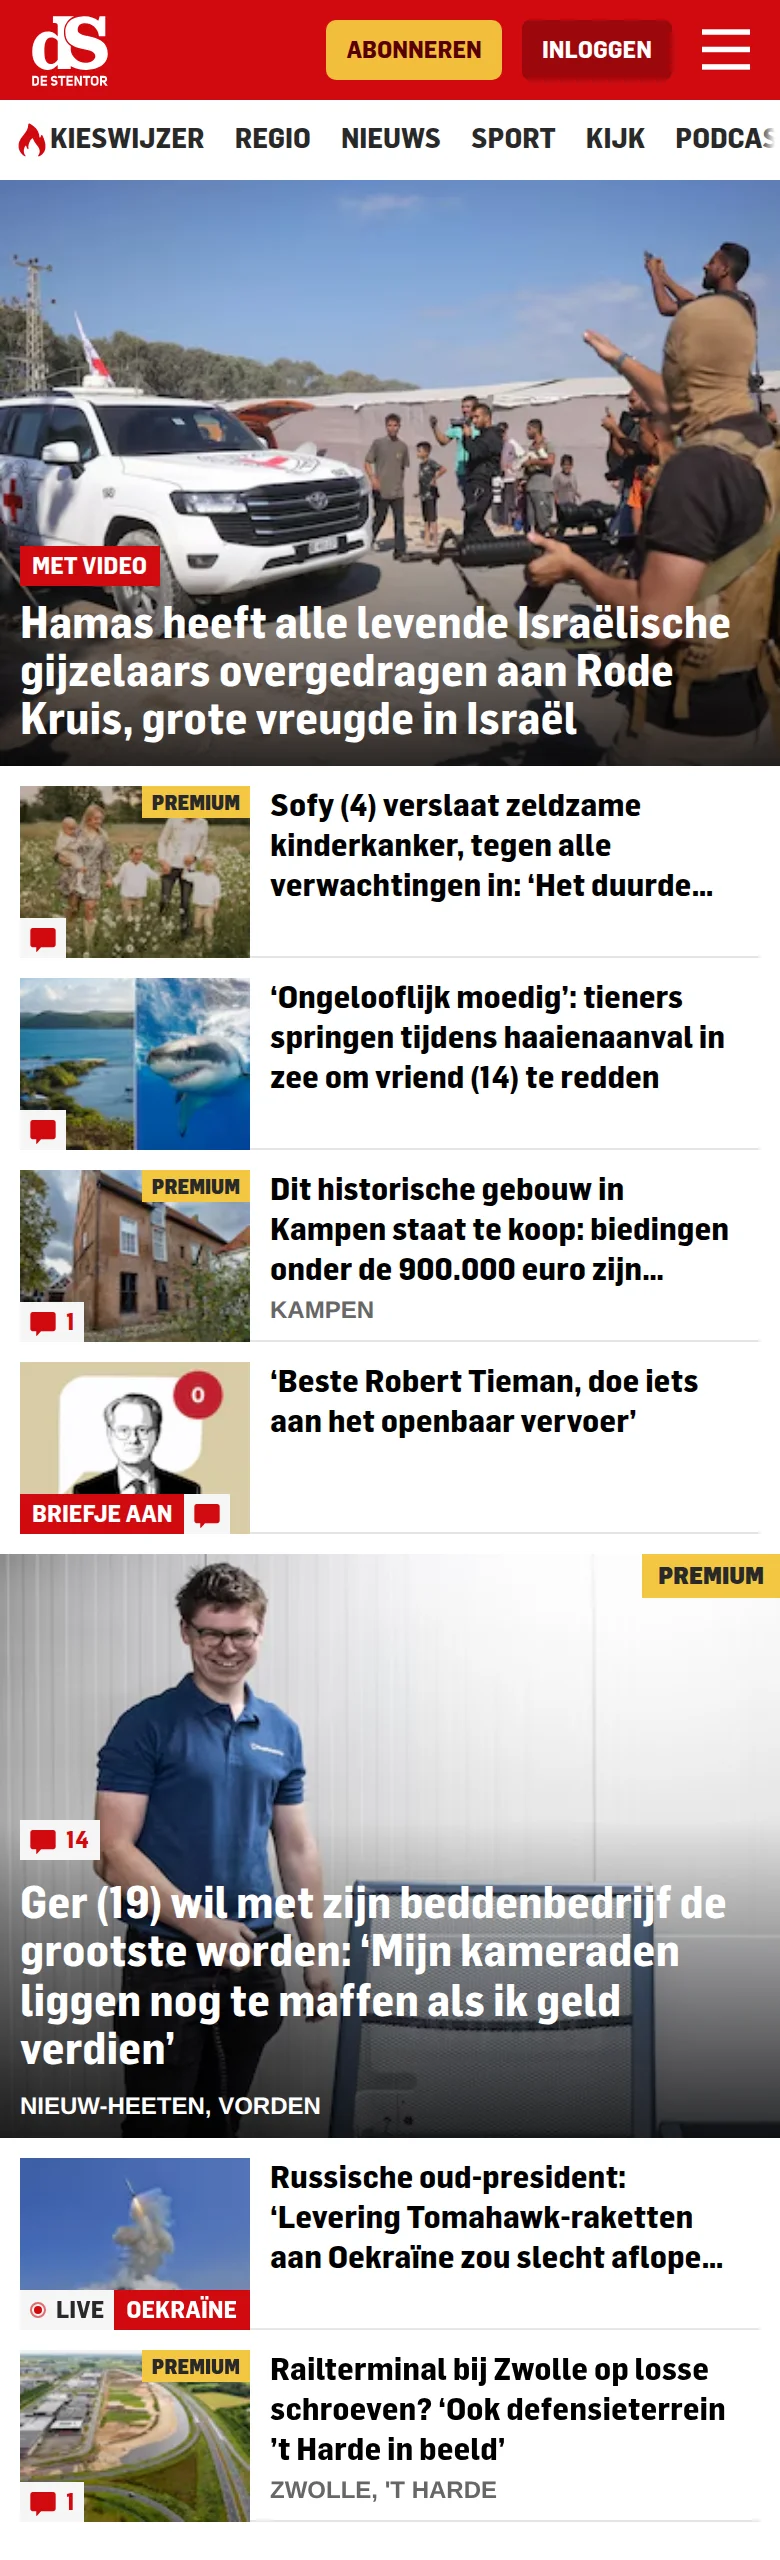 dS
DE STENTOR
ABONNEREN
INLOGGEN
KIESWIJZER REGIO NIEUWS SPORT KIJK PODCAS
MET VIDEO
Hamas heeft alle levende Israëlische
gijzelaars overgedragen aan Rode
Kruis, grote vreugde in Israël
PREMIUM
Sofy (4) verslaat zeldzame
kinderkanker, tegen alle
verwachtingen in: ‘Het duurde...
‘Ongelooflijk moedig’: tieners
springen tijdens haaienaanval in
zee om vriend (14) te redden
PREMIUM
1
Dit historische gebouw in
Kampen staat te koop: biedingen
onder de 900.000 euro zijn...
KAMPEN
0
BRIEFJE AAN
‘Beste Robert Tieman, doe iets
aan het openbaar vervoer’
PREMIUM
14
Ger (19) wil met zijn beddenbedrijf de
grootste worden: ‘Mijn kameraden
liggen nog te maffen als ik geld
verdien’
NIEUW-HEETEN, VORDEN
LIVE OEKRAÏNE
Russische oud-president:
‘Levering Tomahawk-raketten
aan Oekraïne zou slecht aflope...
PREMIUM
1
Railterminal bij Zwolle op losse
schroeven? ‘Ook defensieterrein
’t Harde in beeld’
ZWOLLE, 'T HARDE